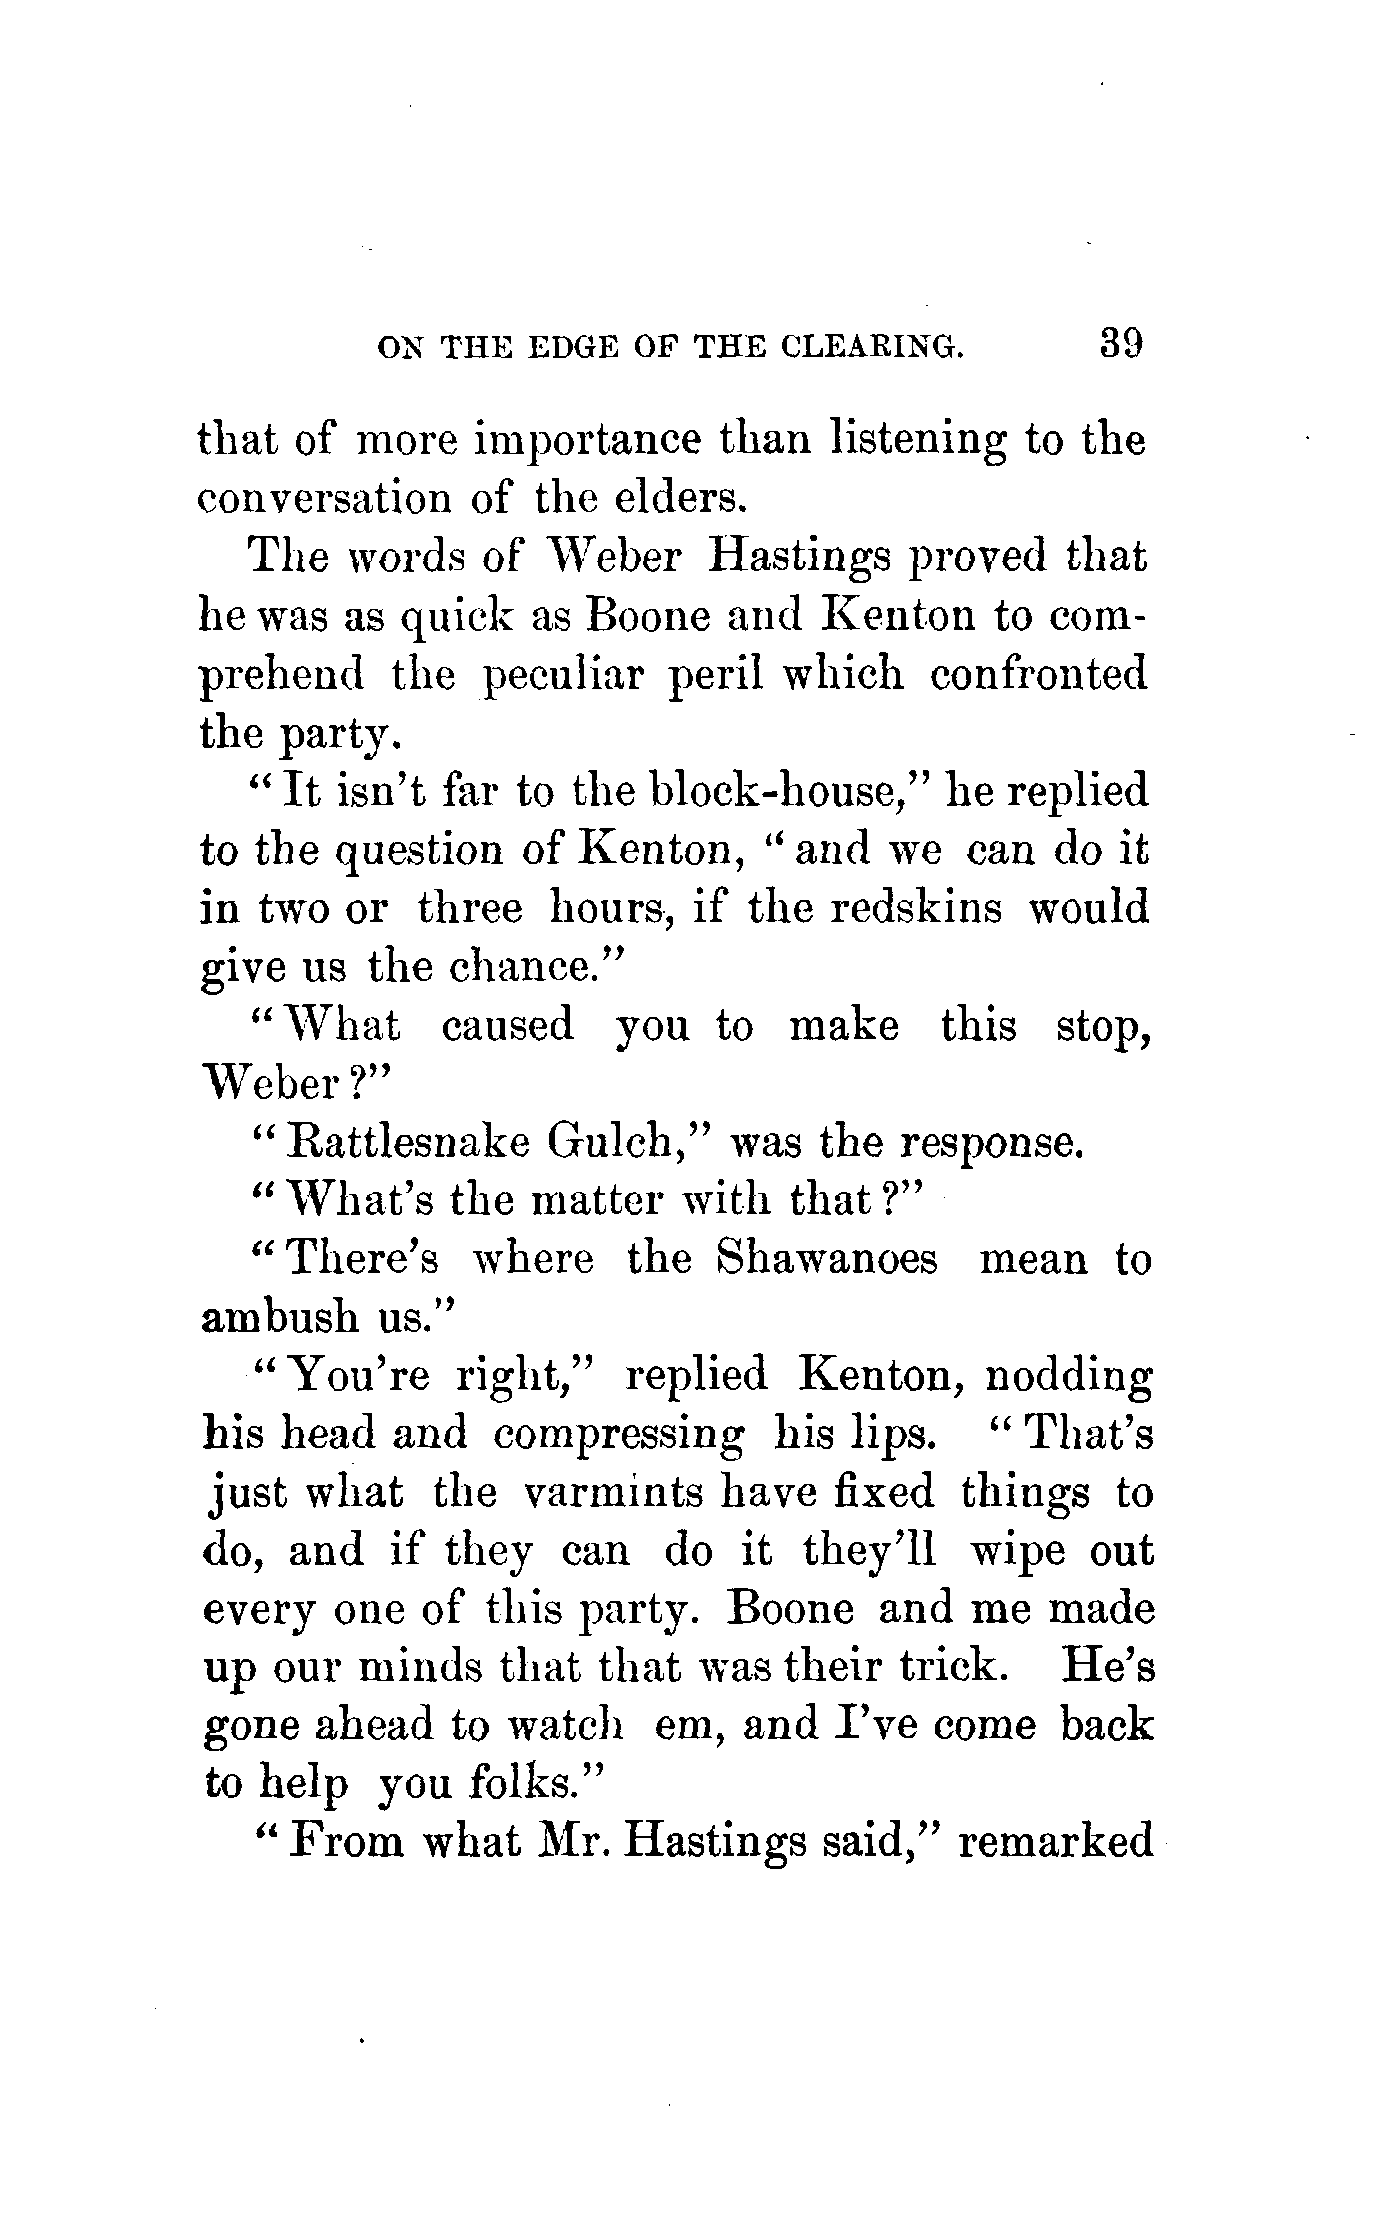 ON THE EDGE OF THE CLEARING. 39
that of more importance than listening to the
conversation of the elders.
The words of Weber Hastings proved that
he was as quick as Boone and Kenton to com-
prehend the peculiar peril which confronted
the party.
“ It isn’t far to the block-house,” he replied
to the question of Kenton, “ and we can do it
in two or three hours, if the redskins would
give us the chance.”
“ What caused you to make this stop,
Weber ?”
“ Rattlesnake Gulch,” was the response.
“ What’s the matter with that ?”
“ There’s where the Shawanoes mean to
ambush us.”
“ You’re right,” replied Kenton, nodding
his head and compressing his lips. “ That’s
just what the varmints have fixed things to
do, and if they can do it they’ll wipe out
every one of this party. Boone and me made
up our minds that that was their trick. He’s
gone ahead to watch em, and I’ve come back
to help you folks.”
“ From what Mr. Hastings said,” remarked